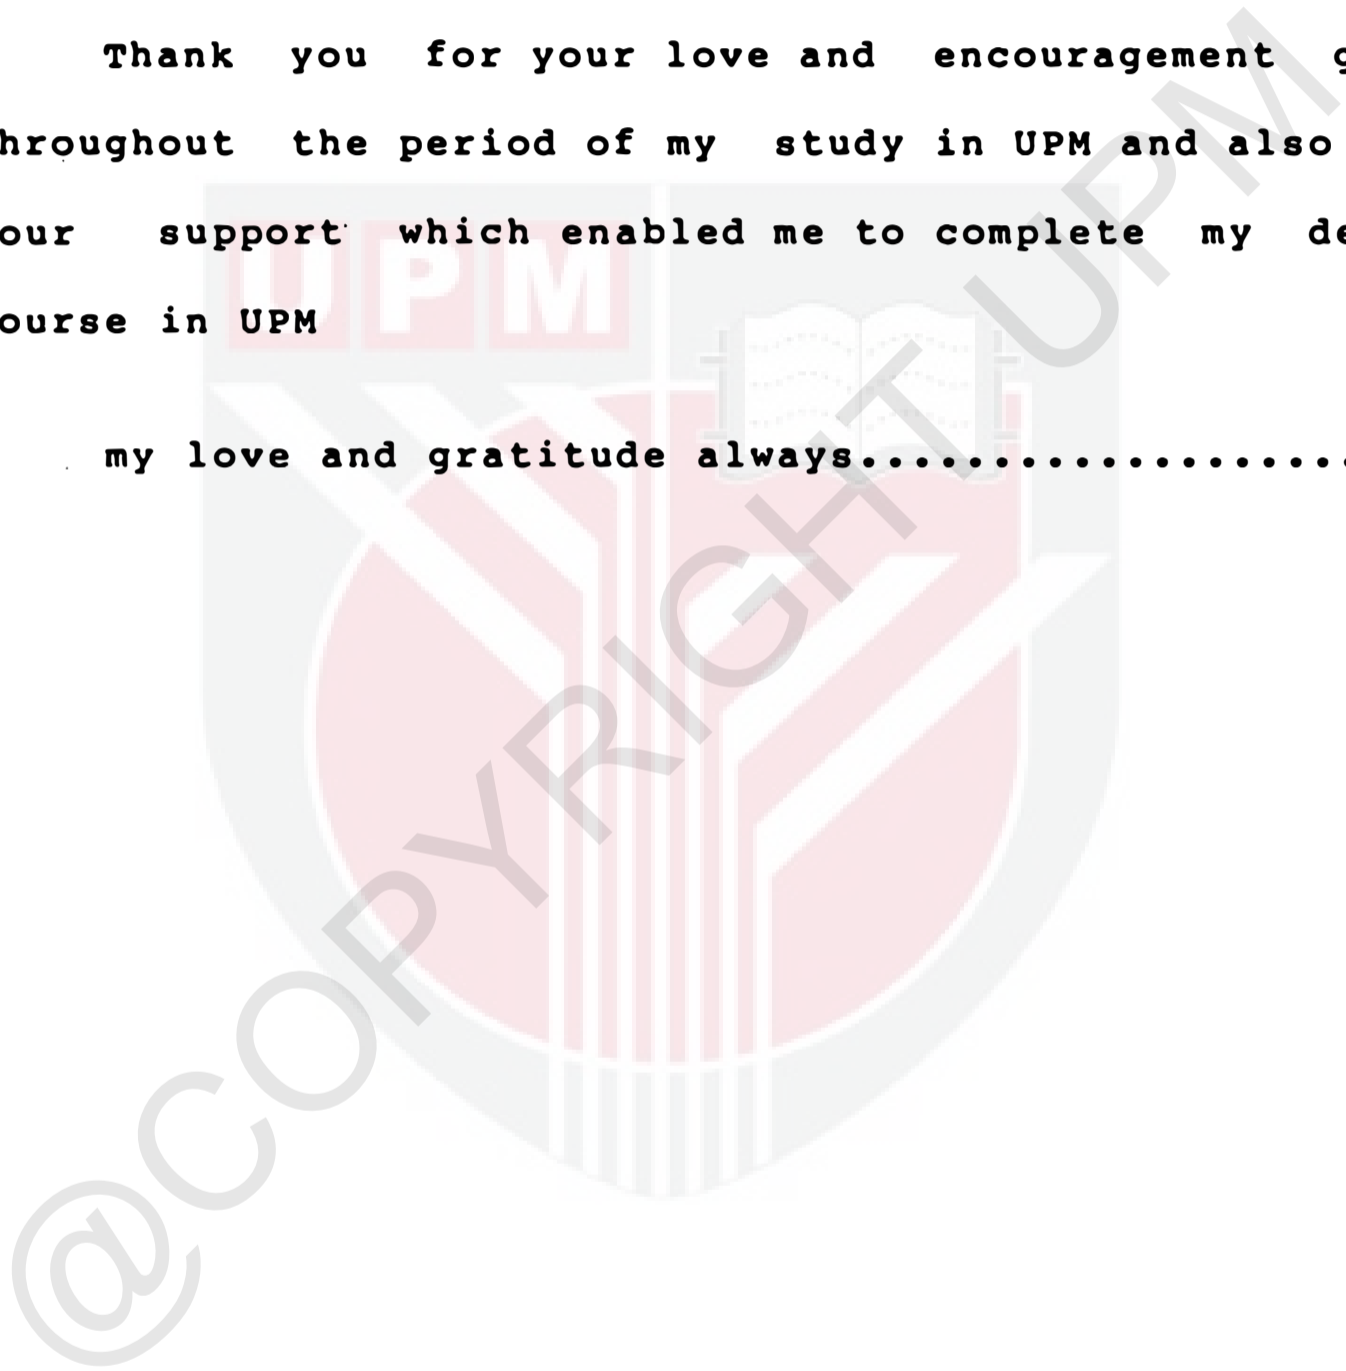 Thank you for your love and encouragement g
hroughout the period of my study in UPM and also
our support which enabled me to complete my de
ourse in UPM
my love and gratitude always...................
UPM
@COPYRIGHT UPM